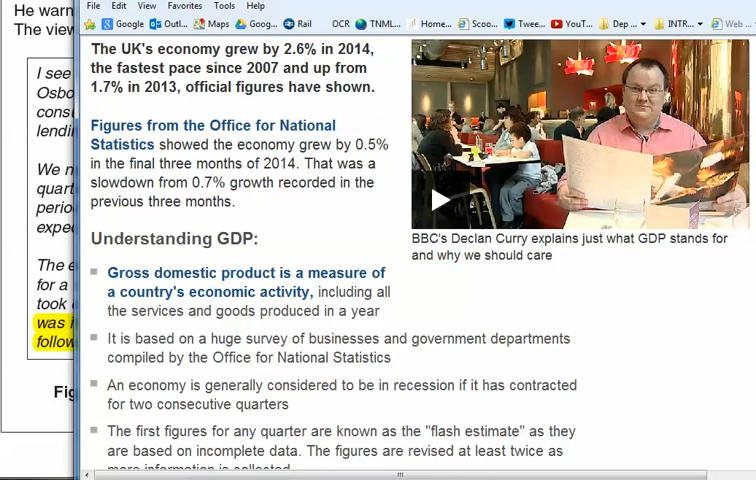 He warn
The view
I see
Osbo
consu
lendi
We n
quart
perio
expe
The e
for a
took
was i
follow
Fig
File Edit View Favorites Tools Help
Google Outl... Maps Goog... Rail OCR TNML... Home... Scoo... Tweet... YouT... Dep INTR... Web
The UK's economy grew by 2.6% in 2014,
the fastest pace since 2007 and up from
1.7% in 2013, official figures have shown.
Figures from the Office for National
Statistics showed the economy grew by 0.5%
in the final three months of 2014. That was a
slowdown from 0.7% growth recorded in the
previous three months.
BBC's Declan Curry explains just what GDP stands for
and why we should care
Understanding GDP:
Gross domestic product is a measure of
a country's economic activity, including all
the services and goods produced in a year
It is based on a huge survey of businesses and government departments
compiled by the Office for National Statistics
An economy is generally considered to be in recession if it has contracted
for two consecutive quarters
The first figures for any quarter are known as the "flash estimate" as they
are based on incomplete data. The figures are revised at least twice as
more information is collected